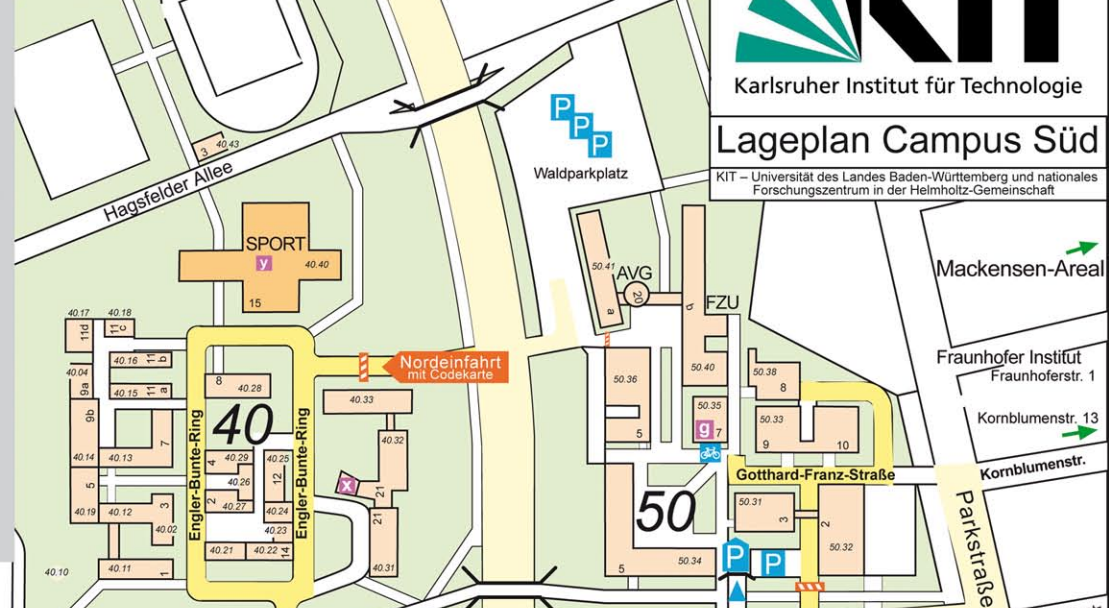 KIT
Karlsruher Institut für Technologie
Lageplan Campus Süd
KIT – Universität des Landes Baden-Württemberg und nationales
Forschungszentrum in der Helmholtz-Gemeinschaft
P
P
P
Waldparkplatz
3
40.43
Hagsfelder Allee
SPORT
y
40.40
15
50.41
a
AVG
20
b
FZU
Mackensen-Areal
40.17
40.18
11d
11c
40.16
11b
40.04
9a
40.15
11a
9b
7
40.14
40.13
5
40.19
40.12
3
40.02
40.10
40.11
1
Nordeinfahrt
mit Codekarte
8
40.28
40
40.33
40.32
Engler-Bunte-Ring
Engler-Bunte-Ring
4
40.29
40.26
2
40.27
40.25
12
40.24
40.23
40.21
40.22
14
x
21
21
40.31
50.36
5
50.40
50.35
g
7
50.38
8
50.33
9
10
Fraunhofer Institut
Fraunhoferstr. 1
Kornblumenstr. 13
Kornblumenstr.
Gotthard-Franz-Straße
50
50.31
3
2
50.32
5
50.34
P
P
Parkstraße